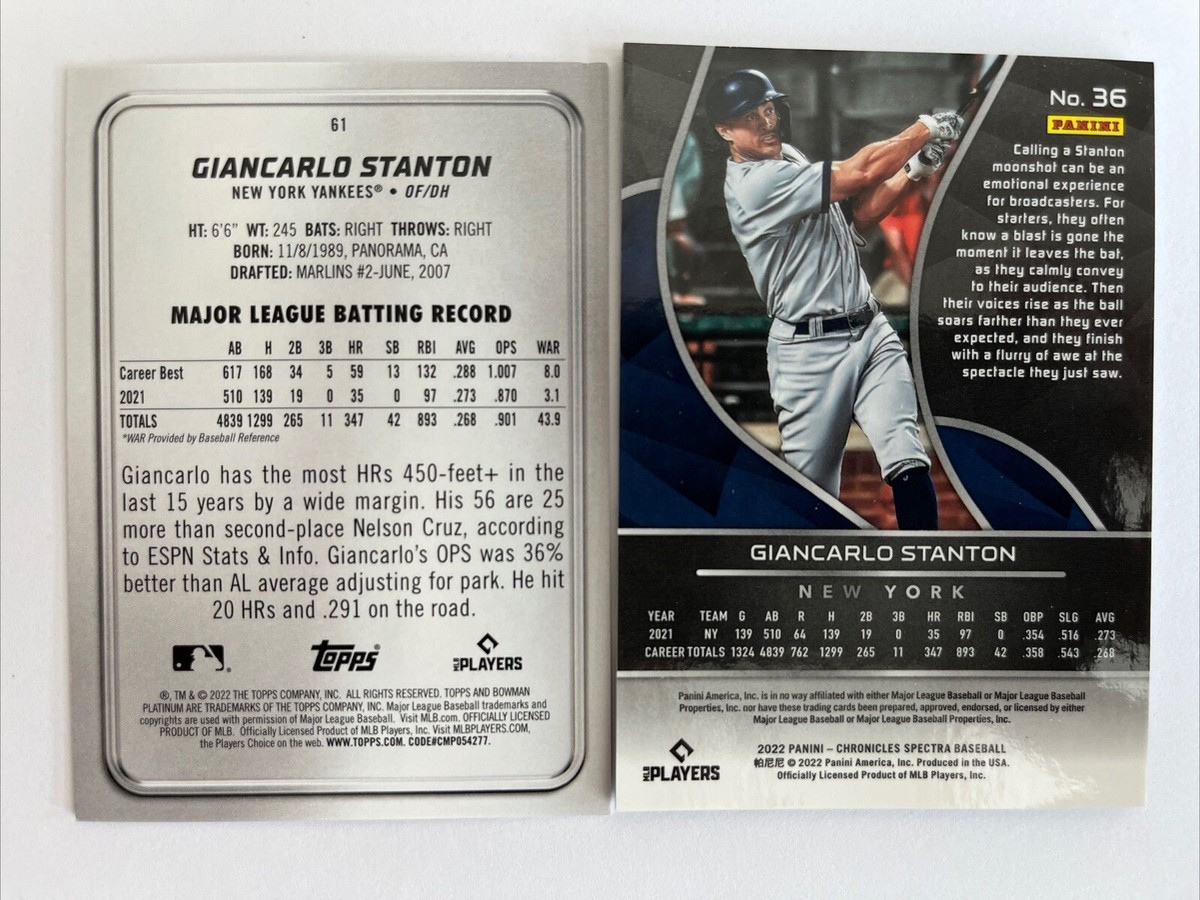 61
GIANCARLO STANTON
NEW YORK YANKEES® • OF/DH
HT: 6'6" WT: 245 BATS: RIGHT THROWS: RIGHT
BORN: 11/8/1989, PANORAMA, CA
DRAFTED: MARLINS #2-JUNE, 2007
MAJOR LEAGUE BATTING RECORD
AB H 2B 3B HR SB RBI AVG OPS WAR
Career Best 617 168 34 5 59 13 132 .288 1.007 8.0
2021 510 139 19 0 35 0 97 .273 .870 3.1
TOTALS 4839 1299 265 11 347 42 893 .268 .901 43.9
*WAR Provided by Baseball Reference
Giancarlo has the most HRs 450-feet+ in the
last 15 years by a wide margin. His 56 are 25
more than second-place Nelson Cruz, according
to ESPN Stats & Info. Giancarlo's OPS was 36%
better than AL average adjusting for park. He hit
20 HRs and .291 on the road.
TOPPS®
MLB PLAYERS
®, TM & © 2022 THE TOPPS COMPANY, INC. ALL RIGHTS RESERVED. TOPPS AND BOWMAN
PLATINUM ARE TRADEMARKS OF THE TOPPS COMPANY, INC. Major League Baseball trademarks and
copyrights are used with permission of Major League Baseball. Visit MLB.com. OFFICIALLY LICENSED
PRODUCT OF MLB. Officially Licensed Product of MLB Players, Inc. Visit MLBPLAYERS.COM,
the Players Choice on the web. WWW.TOPPS.COM. CODE#CMP054277.
No. 36
PANINI
Calling a Stanton
moonshot can be an
emotional experience
for broadcasters. For
starters, they often
know a blast is gone the
moment it leaves the bat,
as they calmly convey
to their audience. Then
their voices rise as the ball
soars farther than they ever
expected, and they finish
with a flurry of awe at the
spectacle they just saw.
GIANCARLO STANTON
NEW YORK
YEAR TEAM G AB R H 2B 3B HR RBI SB OBP SLG AVG
2021 NY 139 510 64 139 19 0 35 97 0 .354 .516 .273
CAREER TOTALS 1324 4839 762 1299 265 11 347 893 42 .358 .543 .268
Panini America, Inc. is in no way affiliated with either Major League Baseball or Major League Baseball
Properties, Inc. nor have these trading cards been prepared, approved, endorsed, or licensed by either
Major League Baseball or Major League Baseball Properties, Inc.
MLB PLAYERS
2022 PANINI – CHRONICLES SPECTRA BASEBALL
帕尼尼 © 2022 Panini America, Inc. Produced in the USA.
Officially Licensed Product of MLB Players, Inc.